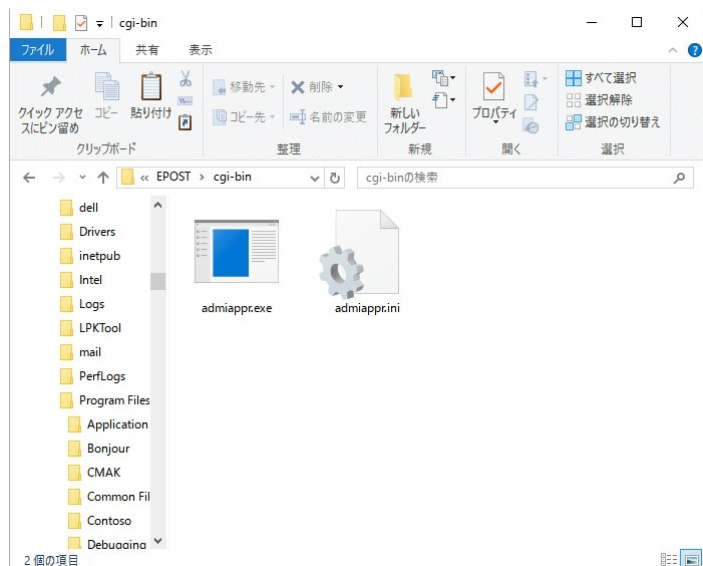 cgi-bin
ファイル ホーム 共有 表示
クイック アクセスにピン留め
コピー
貼り付け
移動先
コピー先
削除
名前の変更
新しいフォルダー
プロパティ
すべて選択
選択解除
選択の切り替え
クリップボード 整理 新規 開く 選択
« EPOST › cgi-bin
cgi-binの検索
dell
Drivers
inetpub
Intel
Logs
LPKTool
mail
PerfLogs
Program Files
Application
Bonjour
CMAK
Common Fil
Contoso
Debugging
admiappr.exe
admiappr.ini
2 個の項目